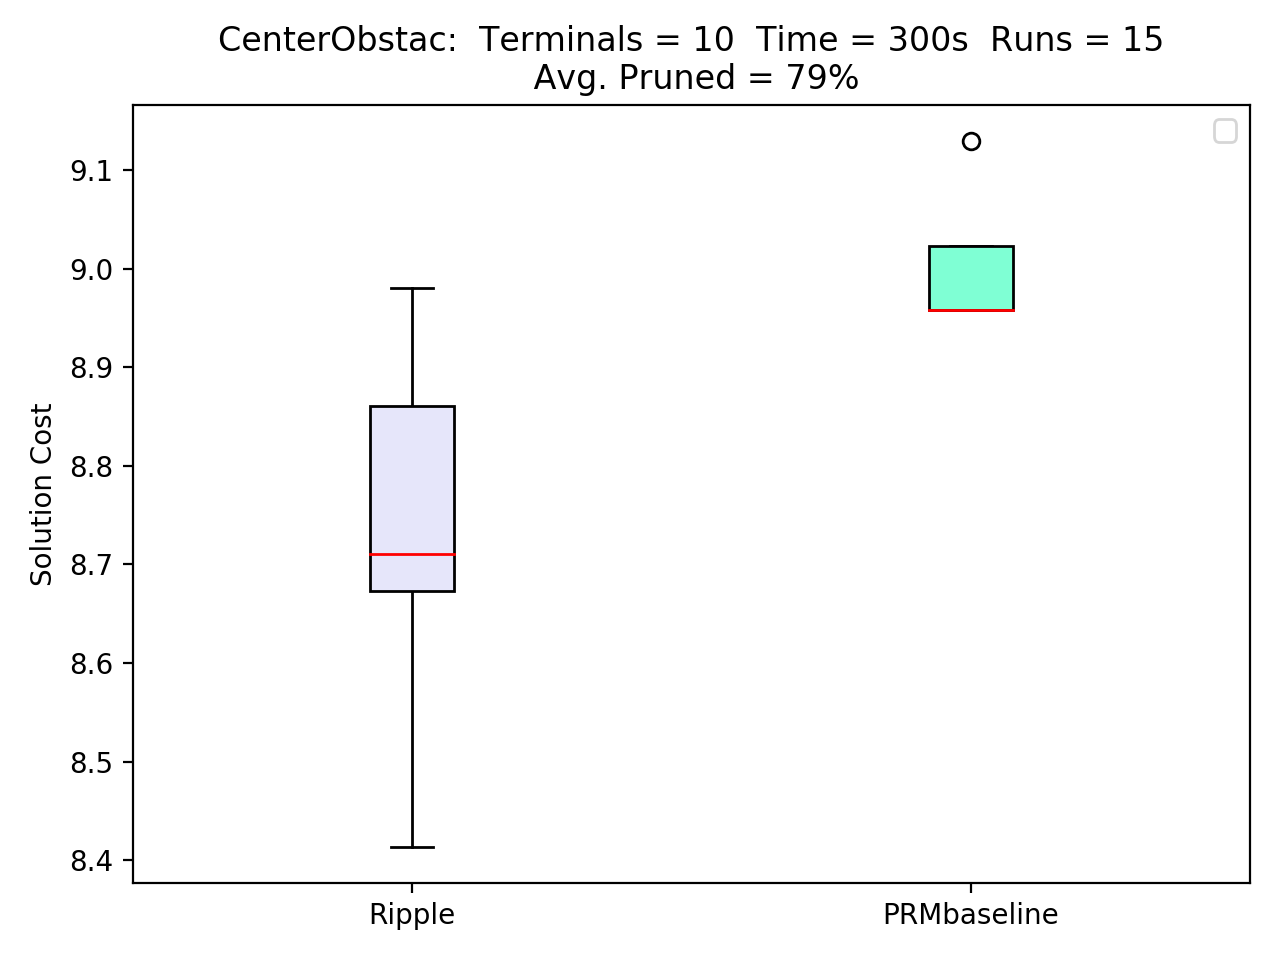 CenterObstac:  Terminals = 10  Time = 300s  Runs = 15
Avg. Pruned = 79%
Solution Cost
9.1
9.0
8.9
8.8
8.7
8.6
8.5
8.4
Ripple
PRMbaseline